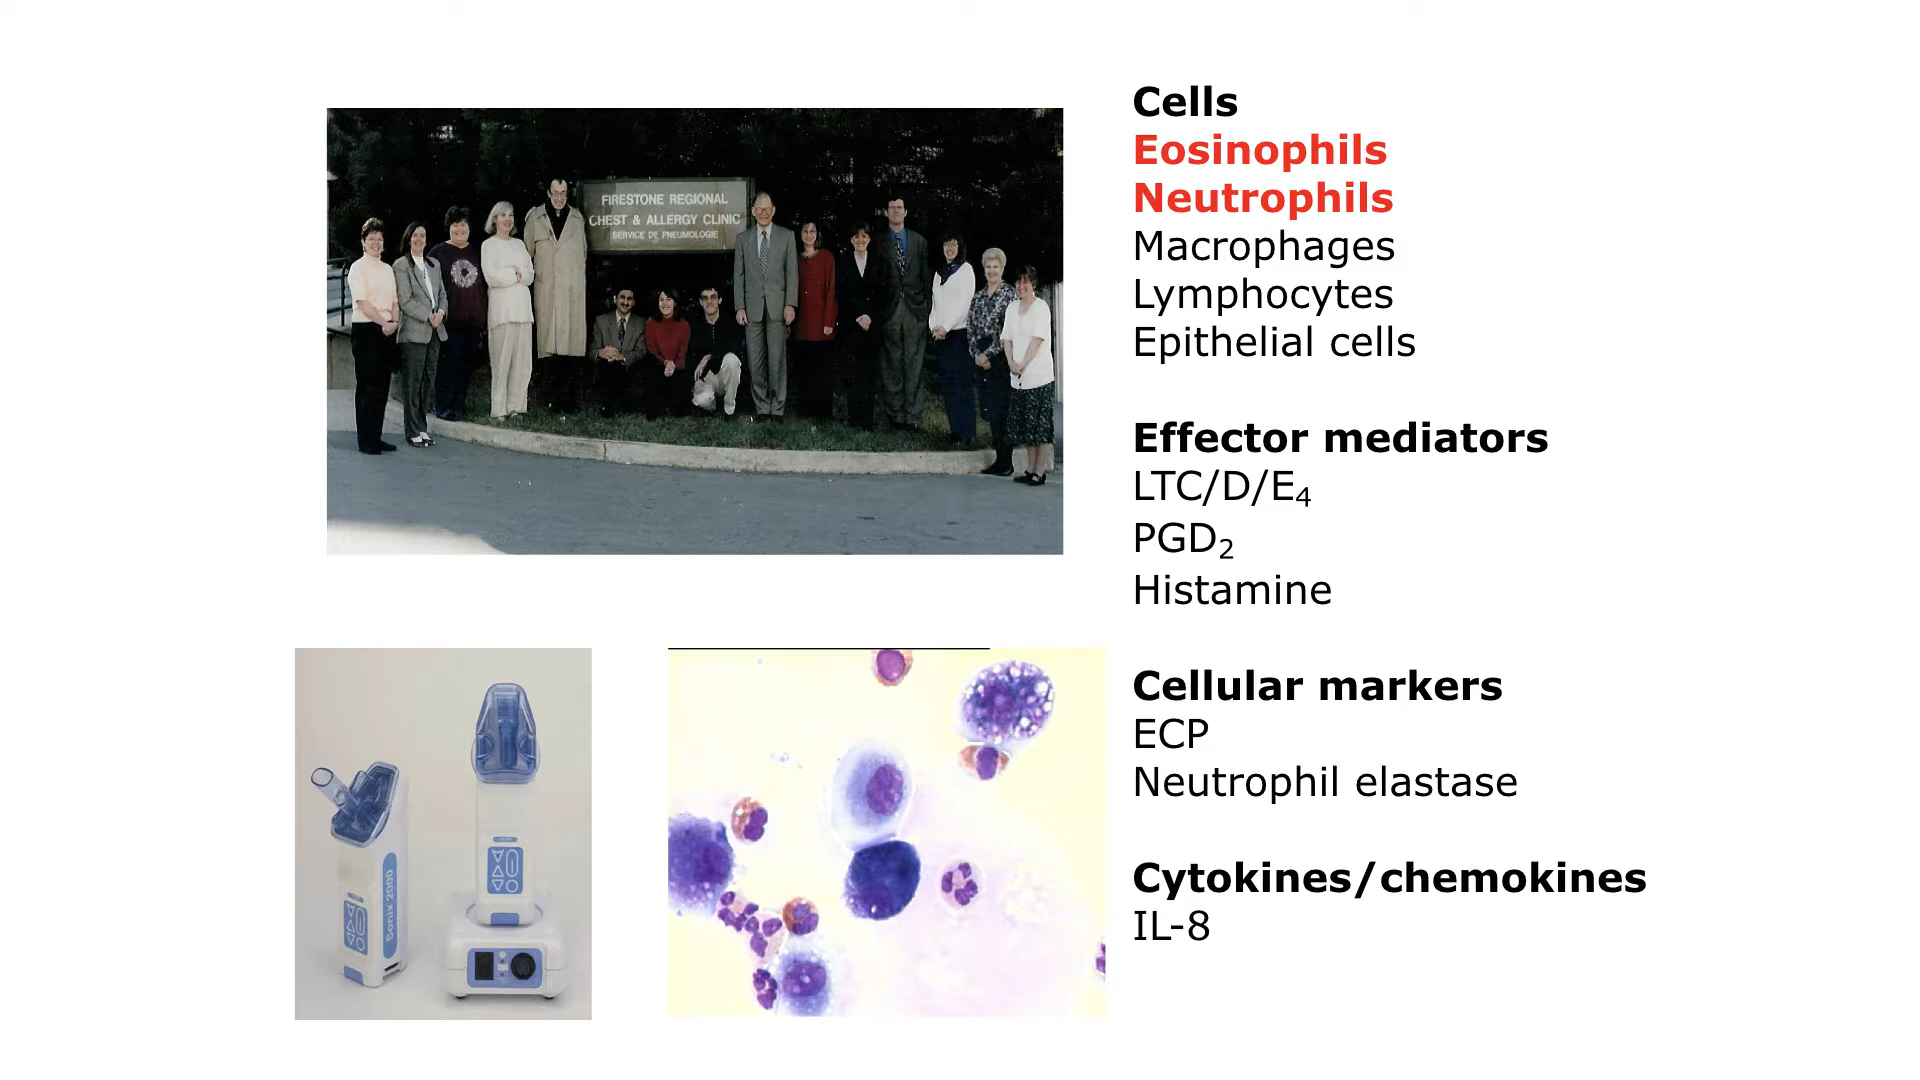 FIRESTONE REGIONAL
CHEST & ALLERGY CLINIC
SERVICE DE PNEUMOLOGIE
Sonix 2000
Cells
Eosinophils
Neutrophils
Macrophages
Lymphocytes
Epithelial cells
Effector mediators
LTC/D/E₄
PGD₂
Histamine
Cellular markers
ECP
Neutrophil elastase
Cytokines/chemokines
IL-8